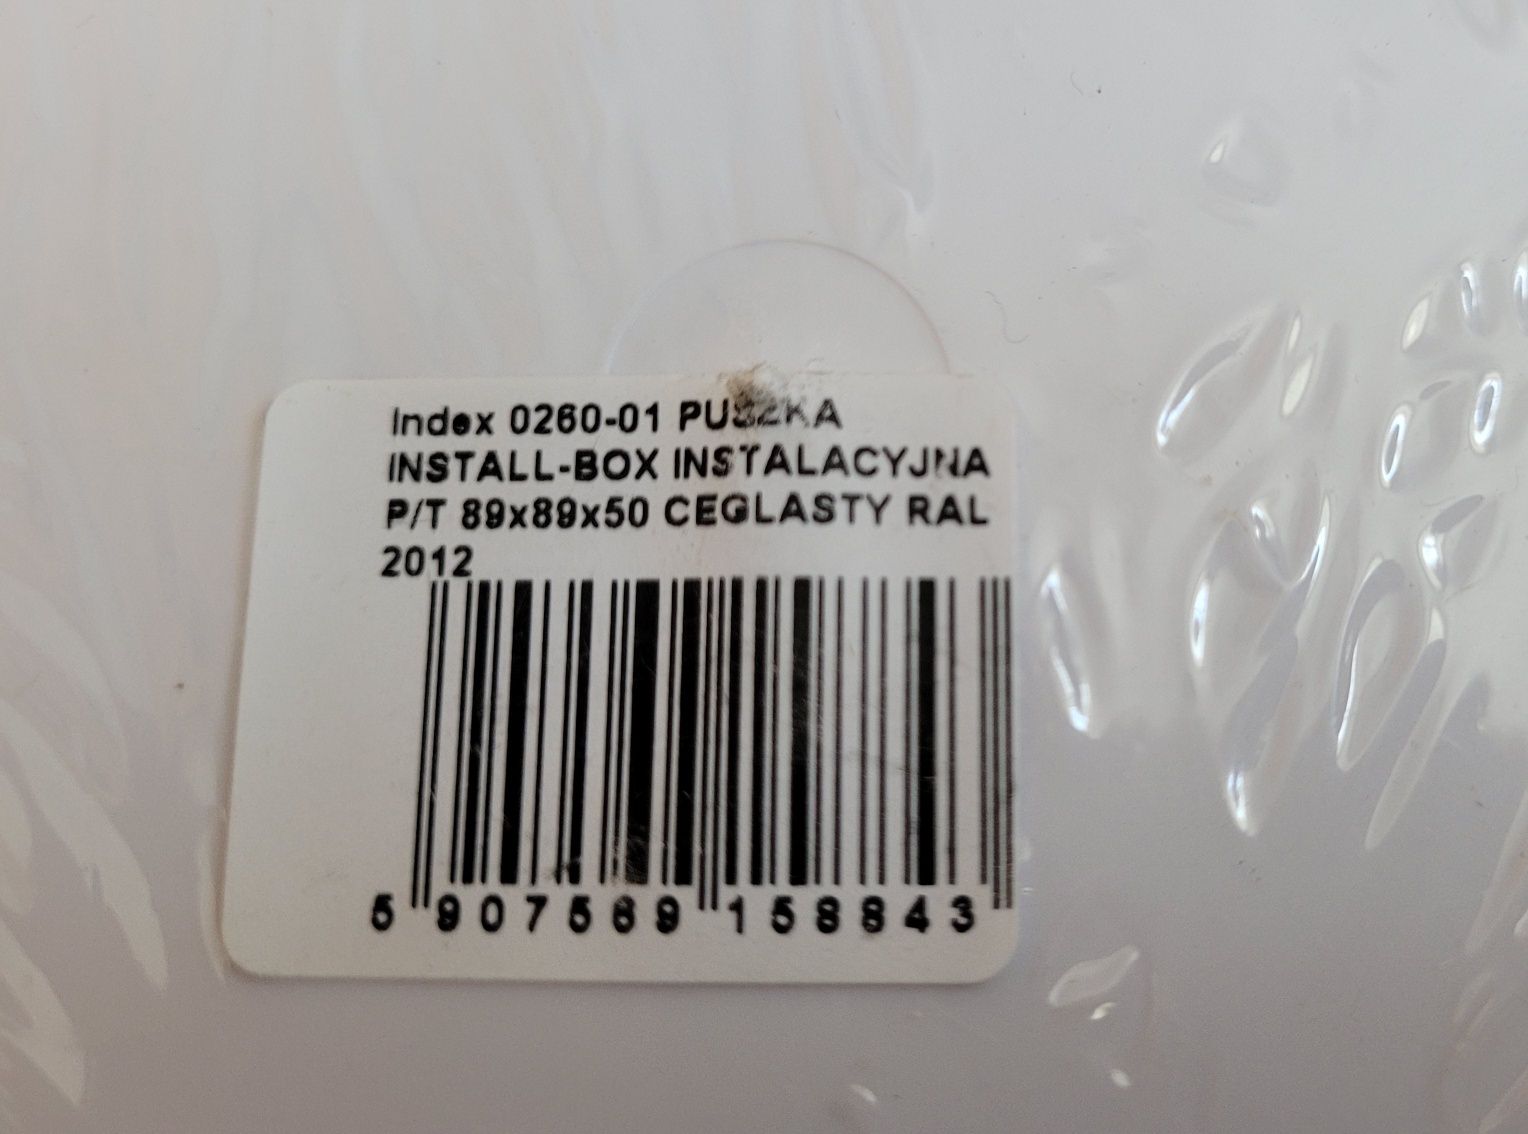 Index 0260-01 PUSZKA
INSTALL-BOX INSTALACYJNA
P/T 89x89x50 CEGLASTY RAL
2012
5 907569 158843